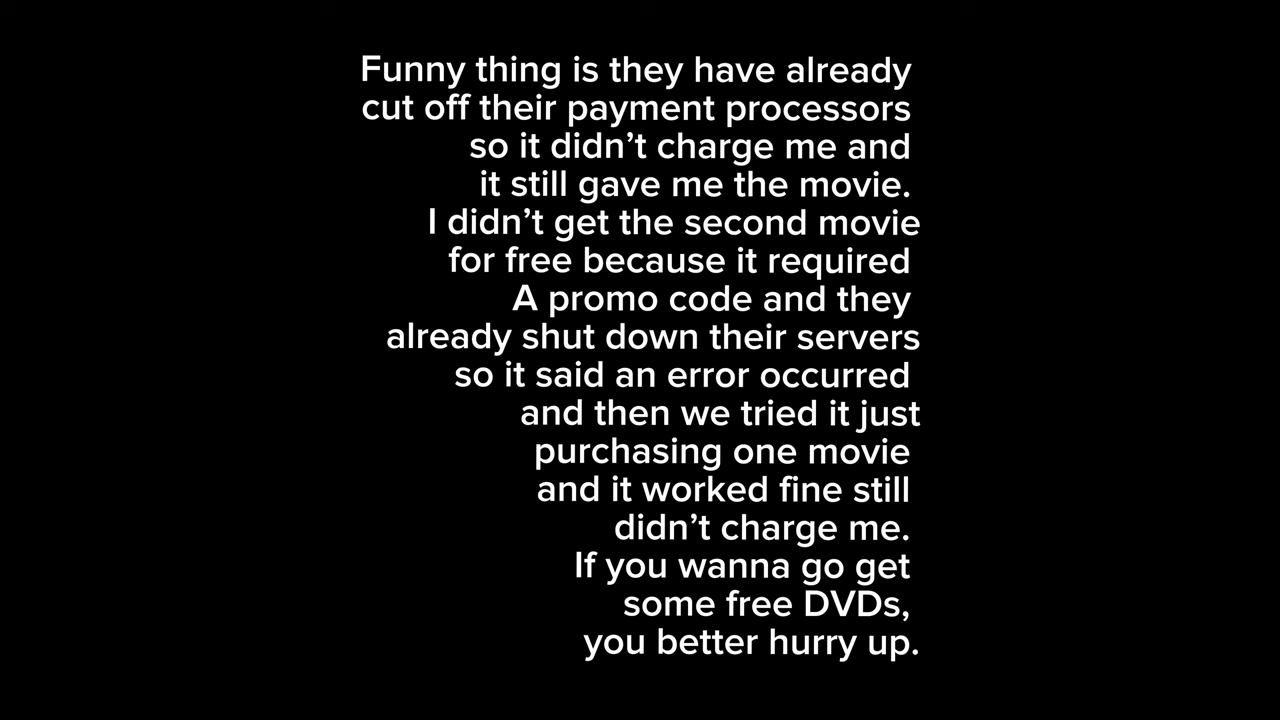 Funny thing is they have already
cut off their payment processors
so it didn’t charge me and
it still gave me the movie.
I didn’t get the second movie
for free because it required
A promo code and they
already shut down their servers
so it said an error occurred
and then we tried it just
purchasing one movie
and it worked fine still
didn’t charge me.
If you wanna go get
some free DVDs,
you better hurry up.